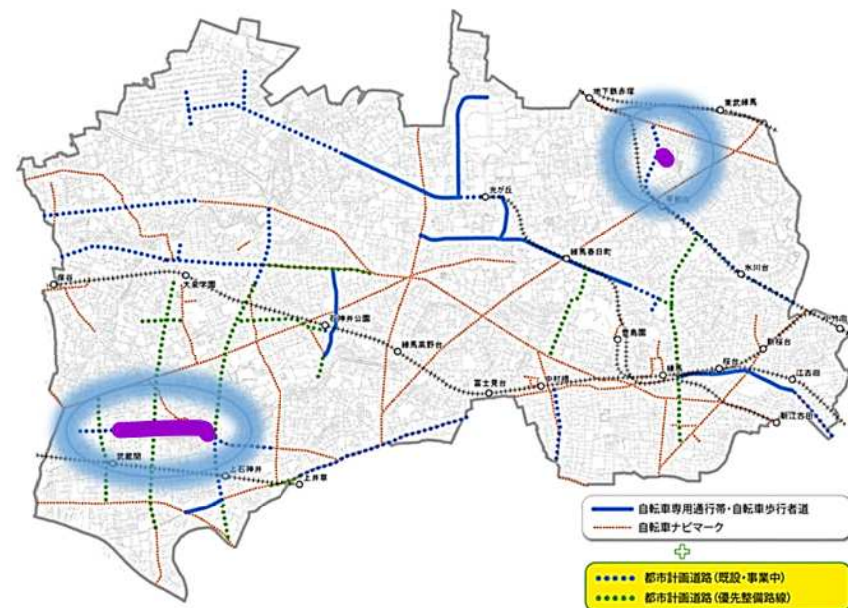 地下鉄赤塚
東武練馬
光が丘
平和台
練馬春日町
氷川台
保谷
大泉学園
石神井公園
練馬高野台
豊島園
小竹向
新桜台
富士見台
中村橋
練馬
桜台
江古田
新江古田
武蔵関
上石神井
上井草
自転車専用通行帯・自転車歩行者道
自転車ナビマーク
都市計画道路(既設・事業中)
都市計画道路(優先整備路線)